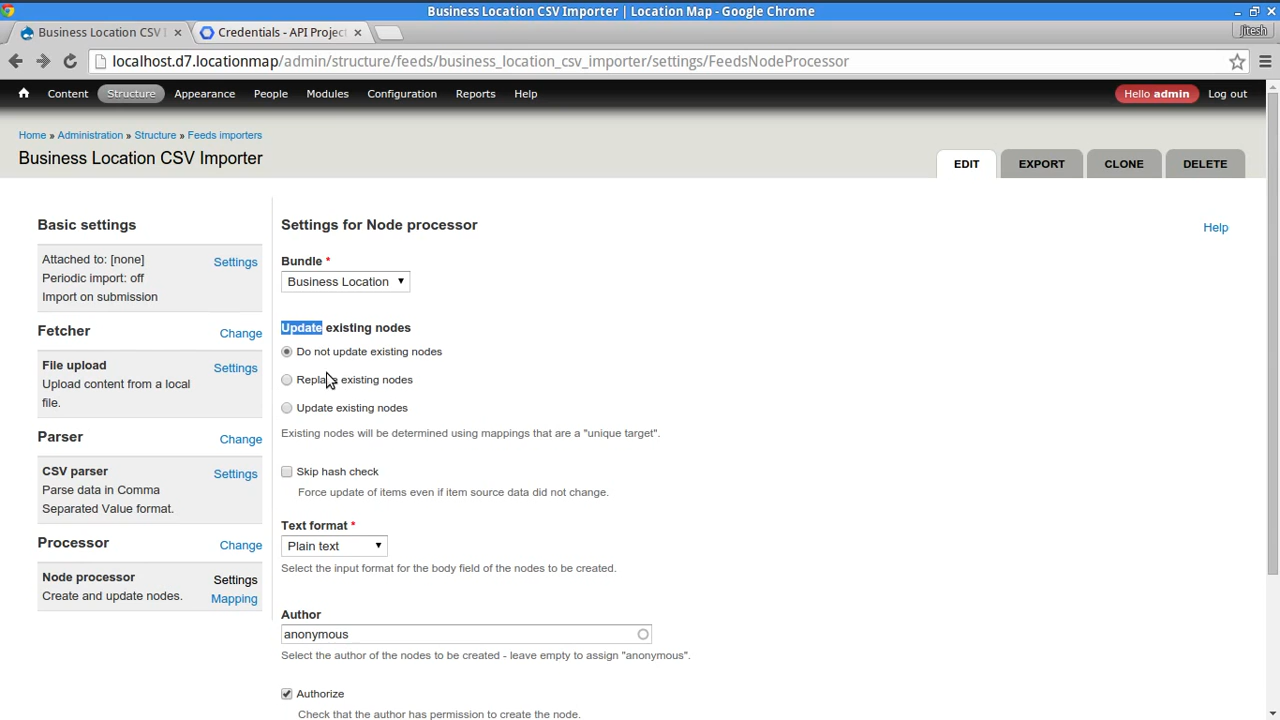 Business Location CSV Importer | Location Map - Google Chrome
Business Location CSV I
Credentials - API Project
Jitesh
localhost.d7.locationmap/admin/structure/feeds/business_location_csv_importer/settings/FeedsNodeProcessor
Content Structure Appearance People Modules Configuration Reports Help Hello admin Log out
Home » Administration » Structure » Feeds importers
Business Location CSV Importer
EDIT EXPORT CLONE DELETE
Basic settings
Attached to: [none] Settings
Periodic import: off
Import on submission
Fetcher Change
File upload Settings
Upload content from a local
file.
Parser Change
CSV parser Settings
Parse data in Comma
Separated Value format.
Processor Change
Node processor Settings
Create and update nodes. Mapping
Settings for Node processor
Help
Bundle *
Business Location
Update existing nodes
Do not update existing nodes
Replace existing nodes
Update existing nodes
Existing nodes will be determined using mappings that are a "unique target".
Skip hash check
Force update of items even if item source data did not change.
Text format *
Plain text
Select the input format for the body field of the nodes to be created.
Author
anonymous
Select the author of the nodes to be created - leave empty to assign "anonymous".
Authorize
Check that the author has permission to create the node.